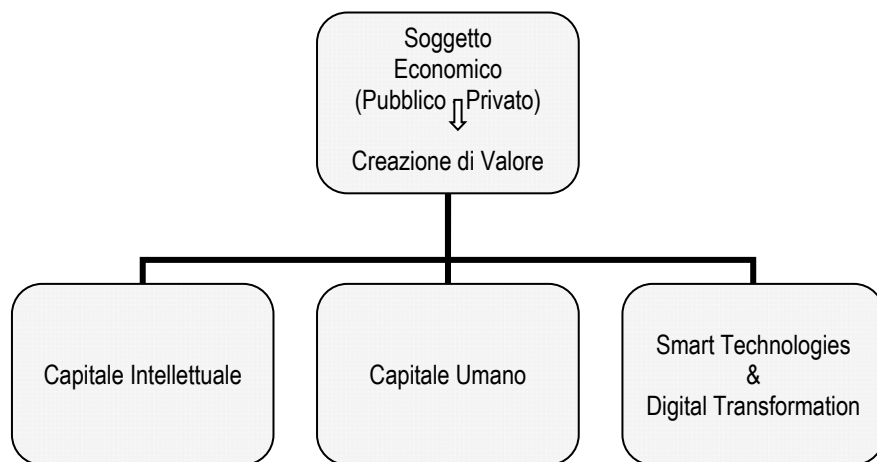 Soggetto
Economico
(Pubblico Privato)
Creazione di Valore
Capitale Intellettuale
Capitale Umano
Smart Technologies
&
Digital Transformation